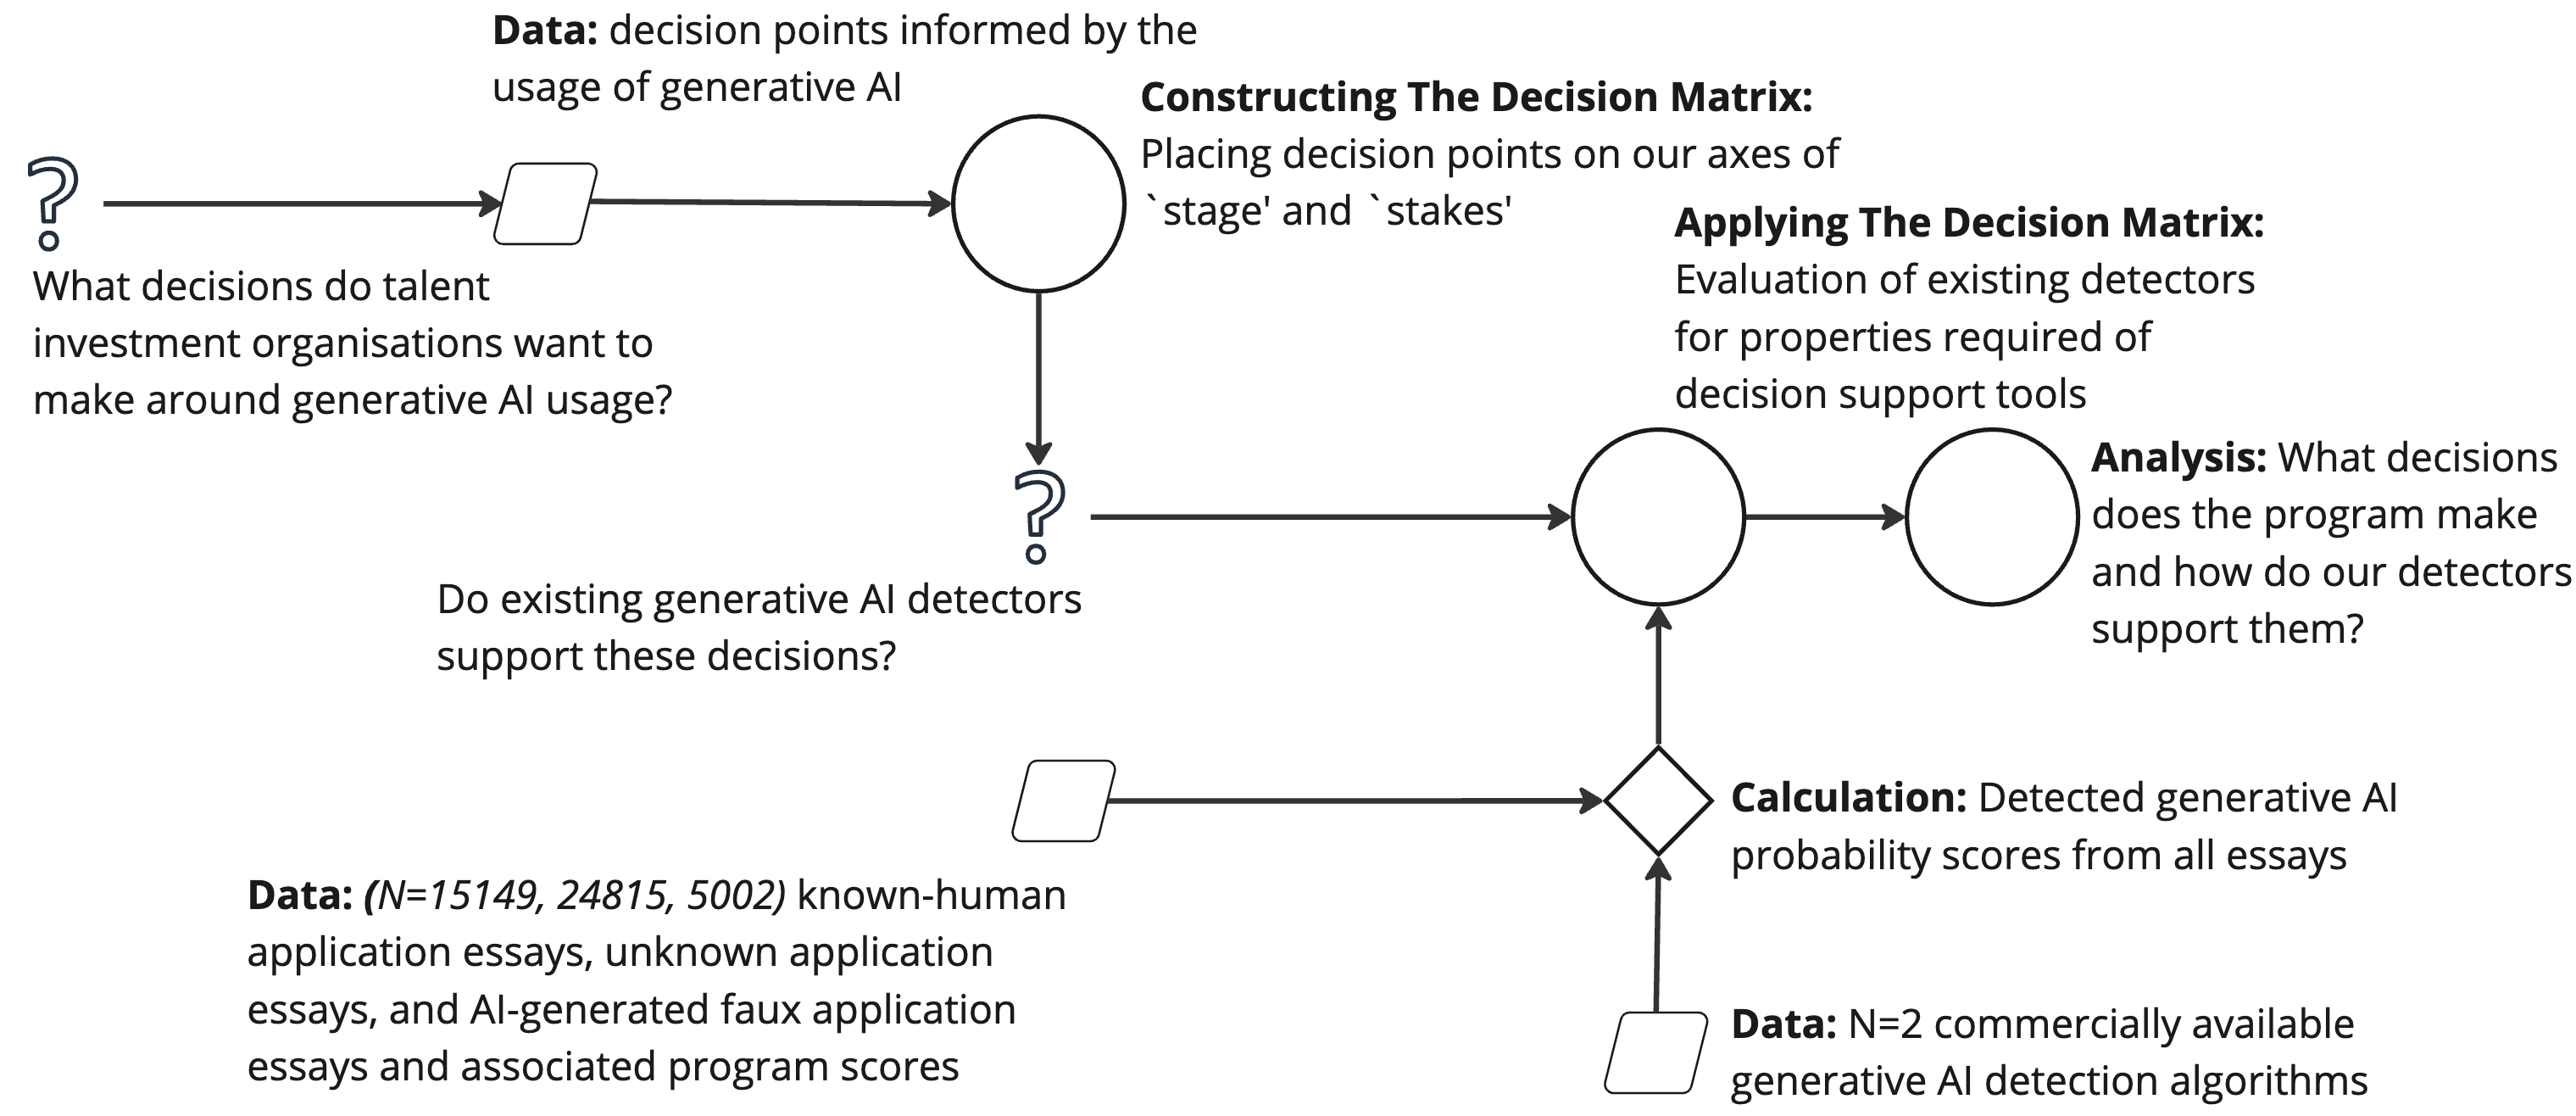 Data: decision points informed by the
usage of generative AI
Constructing The Decision Matrix:
Placing decision points on our axes of
`stage' and `stakes'
What decisions do talent
investment organisations want to
make around generative AI usage?
Applying The Decision Matrix:
Evaluation of existing detectors
for properties required of
decision support tools
Analysis: What decisions
does the program make
and how do our detectors
support them?
Do existing generative AI detectors
support these decisions?
Calculation: Detected generative AI
probability scores from all essays
Data: (N=15149, 24815, 5002) known-human
application essays, unknown application
essays, and AI-generated faux application
essays and associated program scores
Data: N=2 commercially available
generative AI detection algorithms